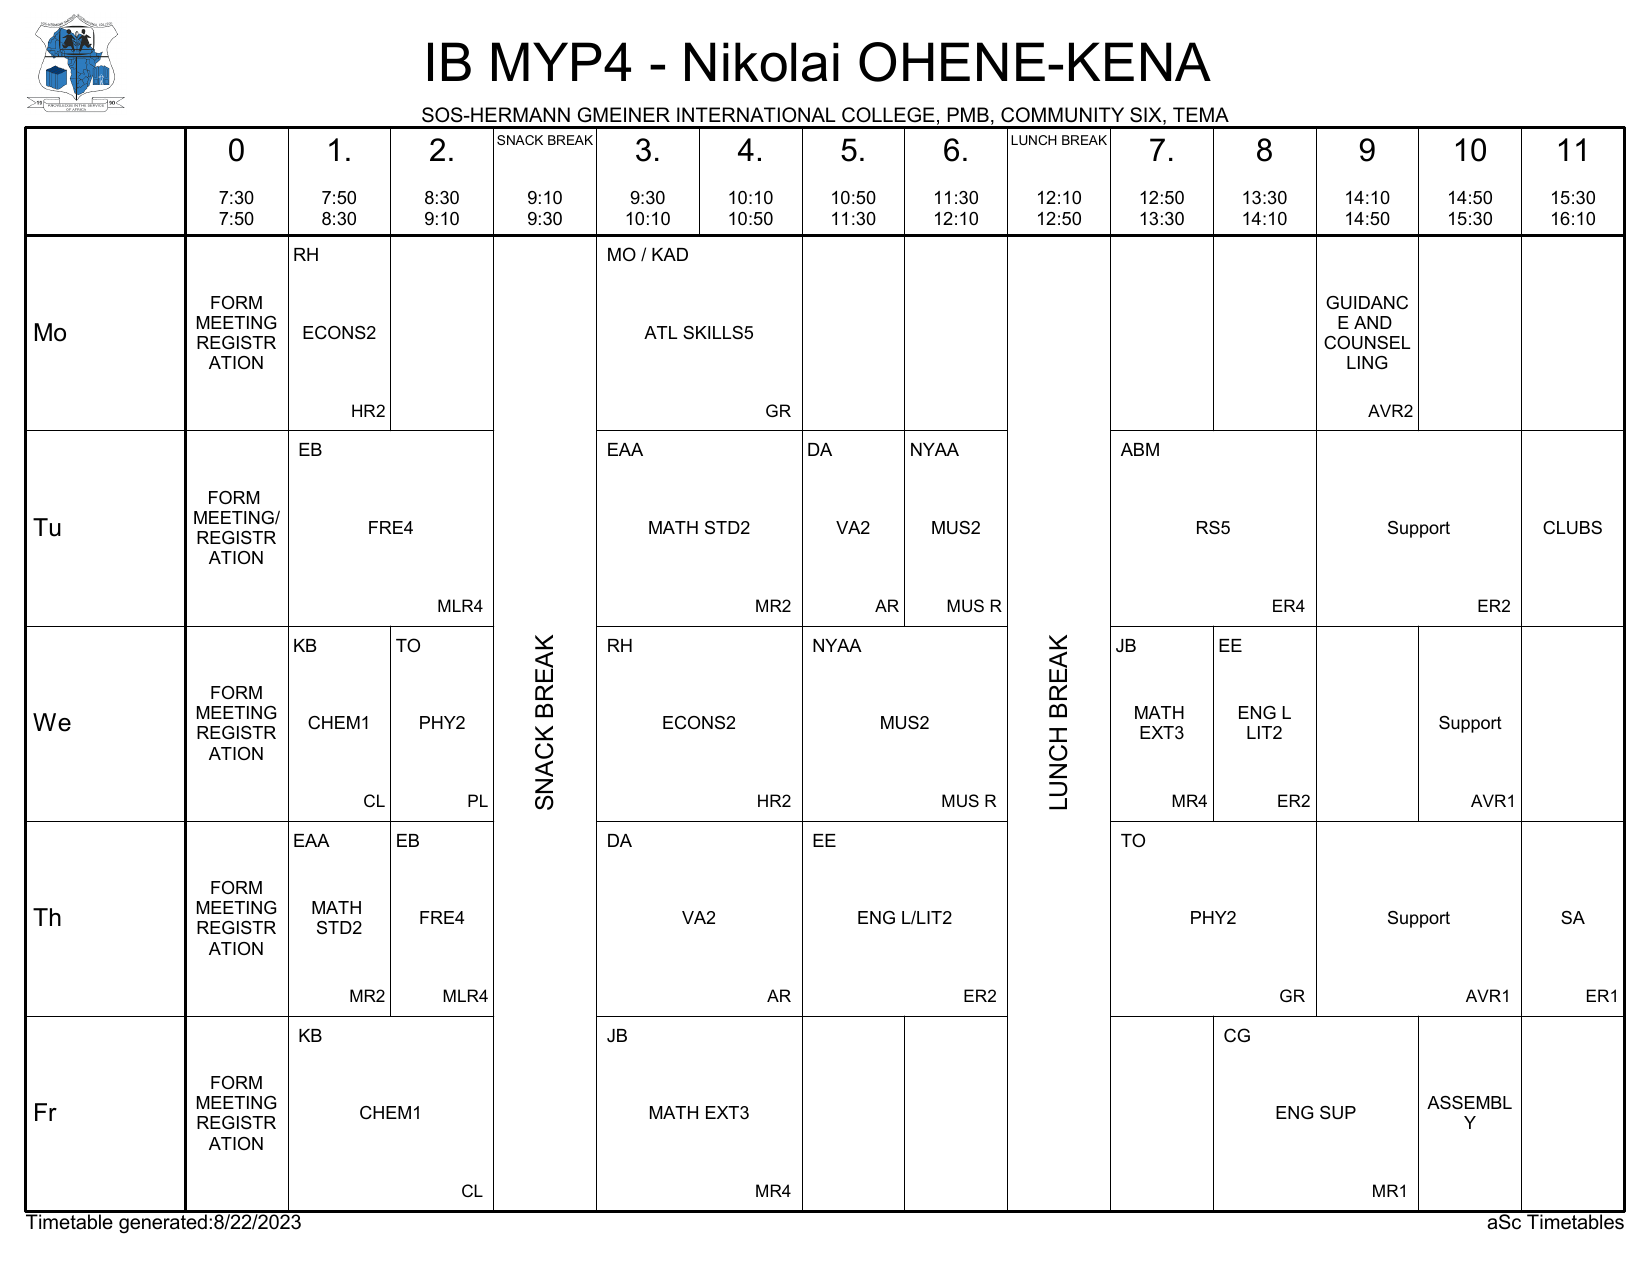 IB MYP4 - Nikolai OHENE-KENA
SOS-HERMANN GMEINER INTERNATIONAL COLLEGE, PMB, COMMUNITY SIX, TEMA
0 1. 2. SNACK BREAK 3. 4. 5. 6. LUNCH BREAK 7. 8 9 10 11
7:30 7:50 8:30 9:10 9:30 10:10 10:50 11:30 12:10 12:50 13:30 14:10 14:50 15:30
7:50 8:30 9:10 9:30 10:10 10:50 11:30 12:10 12:50 13:30 14:10 14:50 15:30 16:10
Mo
FORM
MEETING
REGISTR
ATION
RH
ECONS2
HR2
MO / KAD
ATL SKILLS5
GR
GUIDANC
E AND
COUNSEL
LING
AVR2
Tu
FORM
MEETING/
REGISTR
ATION
EB
FRE4
MLR4
EAA
MATH STD2
MR2
DA
VA2
AR
NYAA
MUS2
MUS R
ABM
RS5
ER4
Support
ER2
CLUBS
We
FORM
MEETING
REGISTR
ATION
KB
CHEM1
CL
TO
PHY2
PL
SNACK BREAK
RH
ECONS2
HR2
NYAA
MUS2
MUS R
LUNCH BREAK
JB
MATH
EXT3
MR4
EE
ENG L
LIT2
ER2
Support
AVR1
Th
FORM
MEETING
REGISTR
ATION
EAA
MATH
STD2
MR2
EB
FRE4
MLR4
DA
VA2
AR
EE
ENG L/LIT2
ER2
TO
PHY2
GR
Support
AVR1
SA
ER1
Fr
FORM
MEETING
REGISTR
ATION
KB
CHEM1
CL
JB
MATH EXT3
MR4
CG
ENG SUP
MR1
ASSEMBL
Y
Timetable generated:8/22/2023
aSc Timetables